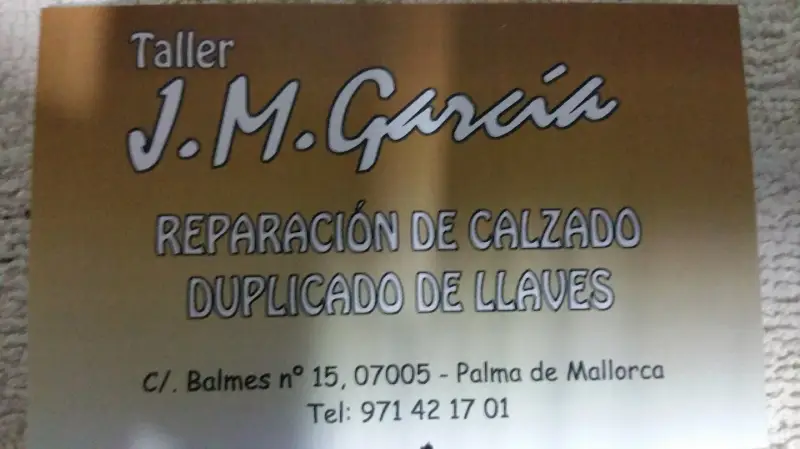 Taller
J.M.García
REPARACIÓN DE CALZADO
DUPLICADO DE LLAVES
C/. Balmes nº 15, 07005 - Palma de Mallorca
Tel: 971 42 17 01